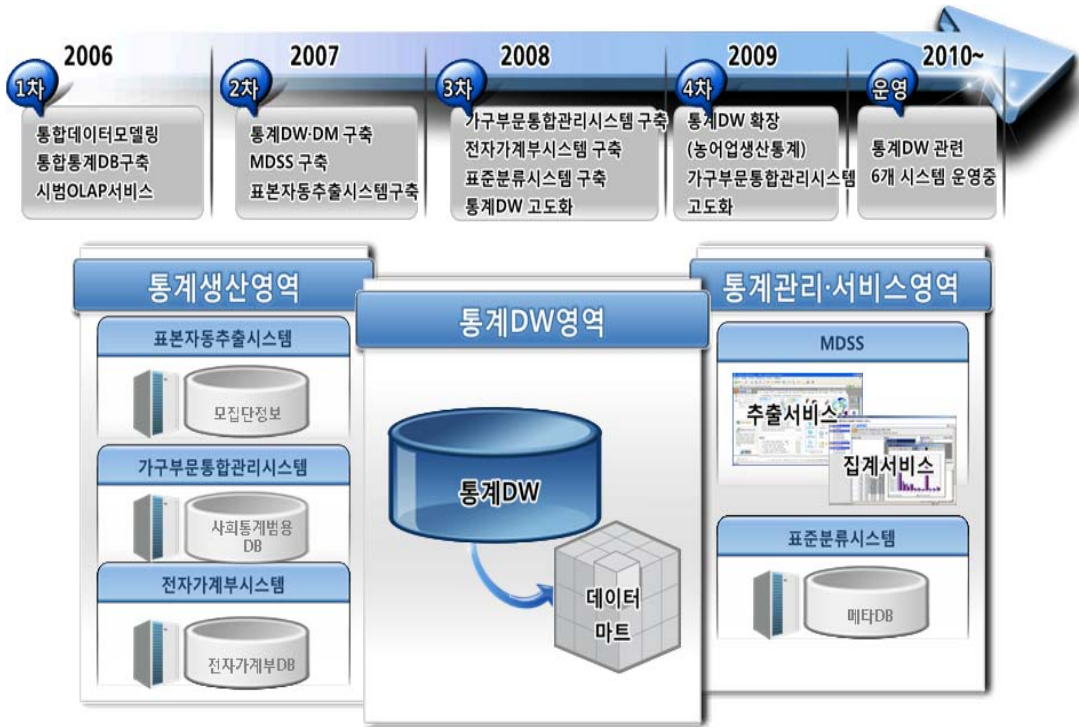 2006
2007
2008
2009
2010~
1차
2차
3차
4차
운영
통합데이터모델링
통합통계DB구축
시범OLAP서비스
통계DW·DM 구축
MDSS 구축
표본자동추출시스템구축
가구부문통합관리시스템 구축
전자가계부시스템 구축
표준분류시스템 구축
통계DW 고도화
통계DW 확장
(농어업생산통계)
가구부문통합관리시스템
고도화
통계DW 관련
6개 시스템 운영중
통계생산영역
표본자동추출시스템
모집단정보
가구부문통합관리시스템
사회통계범용
DB
전자가계부시스템
전자가계부DB
통계DW영역
통계DW
데이터
마트
통계관리·서비스영역
MDSS
추출서비스
집계서비스
표준분류시스템
메타DB